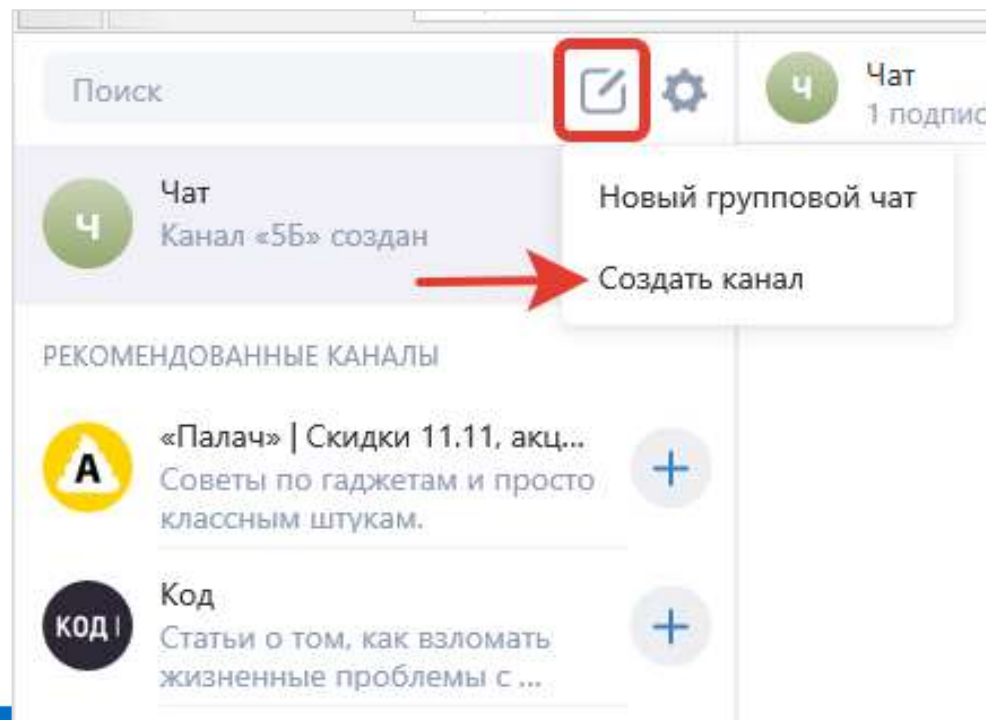 Поиск
Ч
Чат
1 подпис
Ч
Чат
Канал «5Б» создан
Новый групповой чат
Создать канал
РЕКОМЕНДОВАННЫЕ КАНАЛЫ
А
«Палач» | Скидки 11.11, акц...
Советы по гаджетам и просто
классным штукам.
КОД
Код
Статьи о том, как взломать
жизненные проблемы с ...